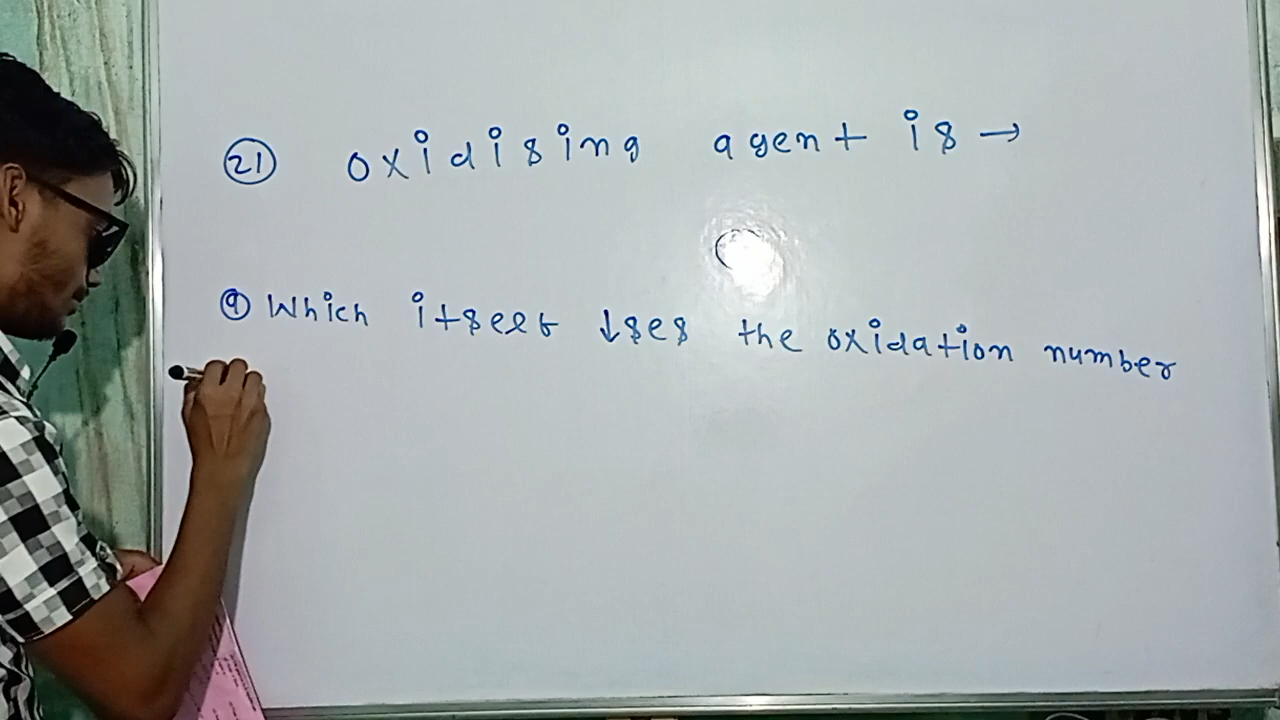 (21) oxidising agent is →
(a) Which itself ↓ses the oxidation number